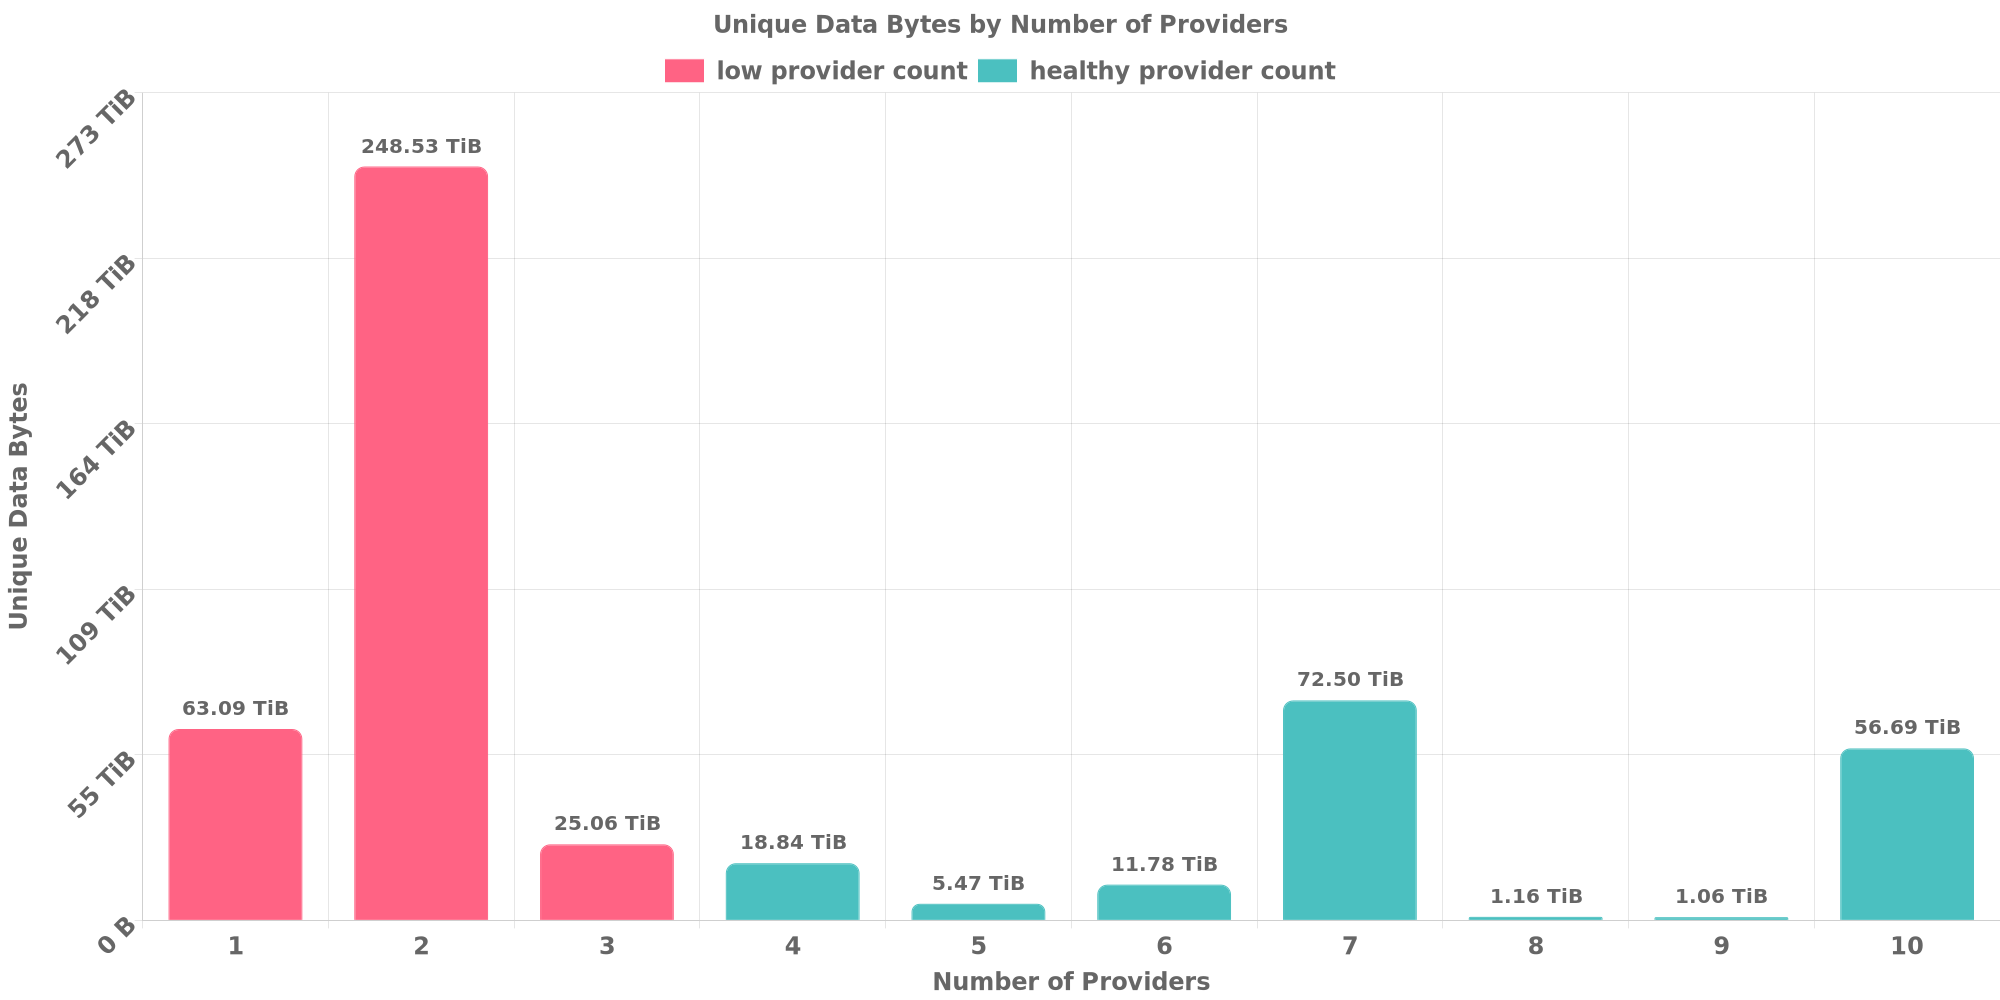 Unique Data Bytes by Number of Providers
low provider count healthy provider count
273 TiB
218 TiB
164 TiB
109 TiB
55 TiB
0 B
Unique Data Bytes
63.09 TiB
248.53 TiB
25.06 TiB
18.84 TiB
5.47 TiB
11.78 TiB
72.50 TiB
1.16 TiB
1.06 TiB
56.69 TiB
1 2 3 4 5 6 7 8 9 10
Number of Providers